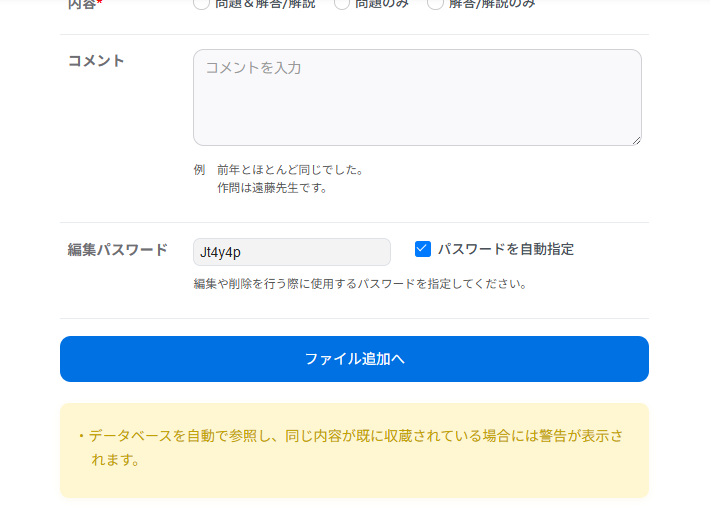 内容* 問題＆解答/解説 問題のみ 解答/解説のみ
コメント
コメントを入力
例 前年とほとんど同じでした。
作問は遠藤先生です。
編集パスワード Jt4y4p パスワードを自動指定
編集や削除を行う際に使用するパスワードを指定してください。
ファイル追加へ
・データベースを自動で参照し、同じ内容が既に収蔵されている場合には警告が表示さ
れます。